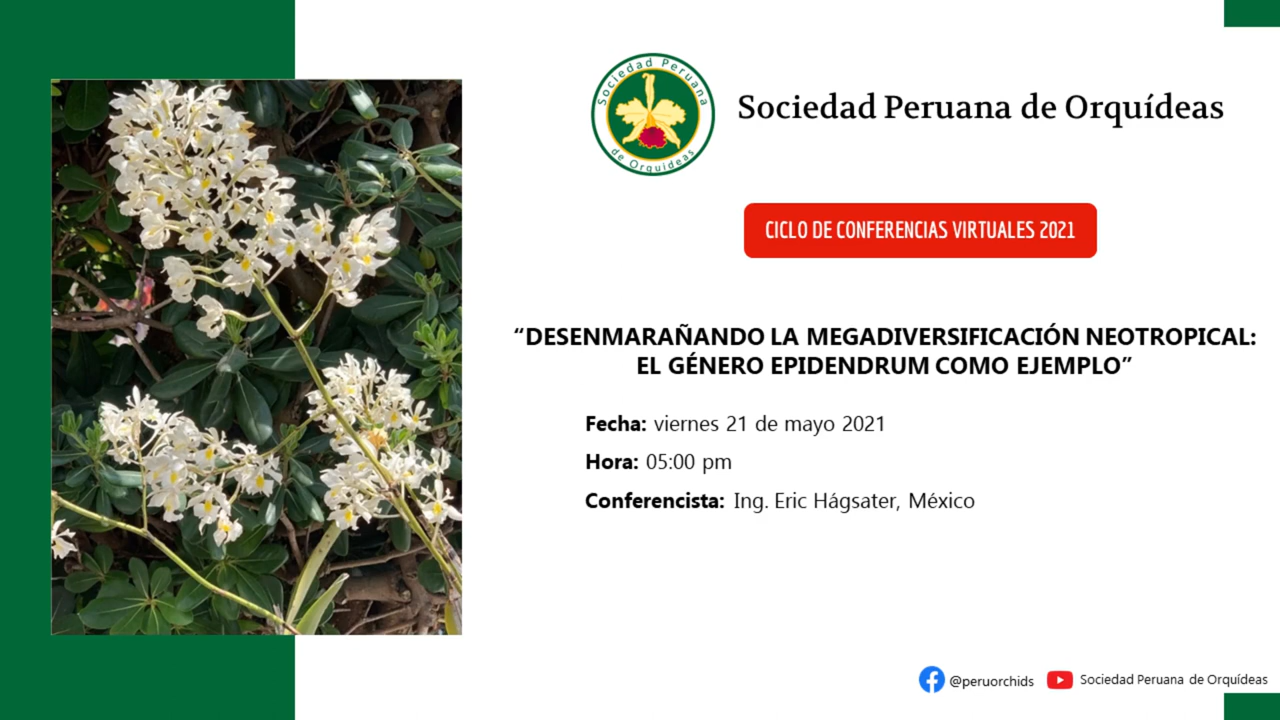 Sociedad Peruana
de Orquídeas
Sociedad Peruana de Orquídeas
CICLO DE CONFERENCIAS VIRTUALES 2021
“DESENMARAÑANDO LA MEGADIVERSIFICACIÓN NEOTROPICAL:
EL GÉNERO EPIDENDRUM COMO EJEMPLO”
Fecha: viernes 21 de mayo 2021
Hora: 05:00 pm
Conferencista: Ing. Eric Hágsater, México
@peruorchids
Sociedad Peruana de Orquídeas